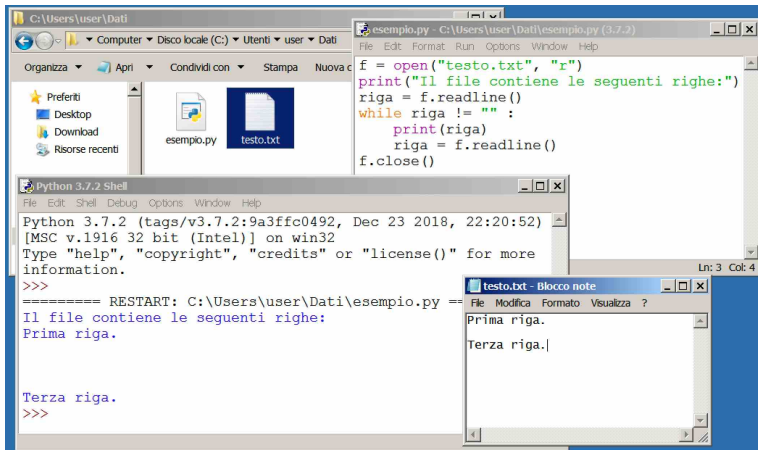 C:\Users\user\Dati
Computer Disco locale (C:) Utenti user Dati
Organizza Apri Condividi con Stampa Nuova c
Preferiti
Desktop
Download
Risorse recenti
esempio.py
testo.txt
esempio.py - C:\Users\user\Dati\esempio.py (3.7.2)
File Edit Format Run Options Window Help
f = open("testo.txt", "r")
print("Il file contiene le seguenti righe:")
riga = f.readline()
while riga != "" :
    print(riga)
    riga = f.readline()
f.close()
Ln: 3 Col: 4
Python 3.7.2 Shell
File Edit Shell Debug Options Window Help
Python 3.7.2 (tags/v3.7.2:9a3ffc0492, Dec 23 2018, 22:20:52)
[MSC v.1916 32 bit (Intel)] on win32
Type "help", "copyright", "credits" or "license()" for more
information.
>>>
========= RESTART: C:\Users\user\Dati\esempio.py ==
Il file contiene le seguenti righe:
Prima riga.
Terza riga.
>>>
testo.txt - Blocco note
File Modifica Formato Visualizza ?
Prima riga.
Terza riga.